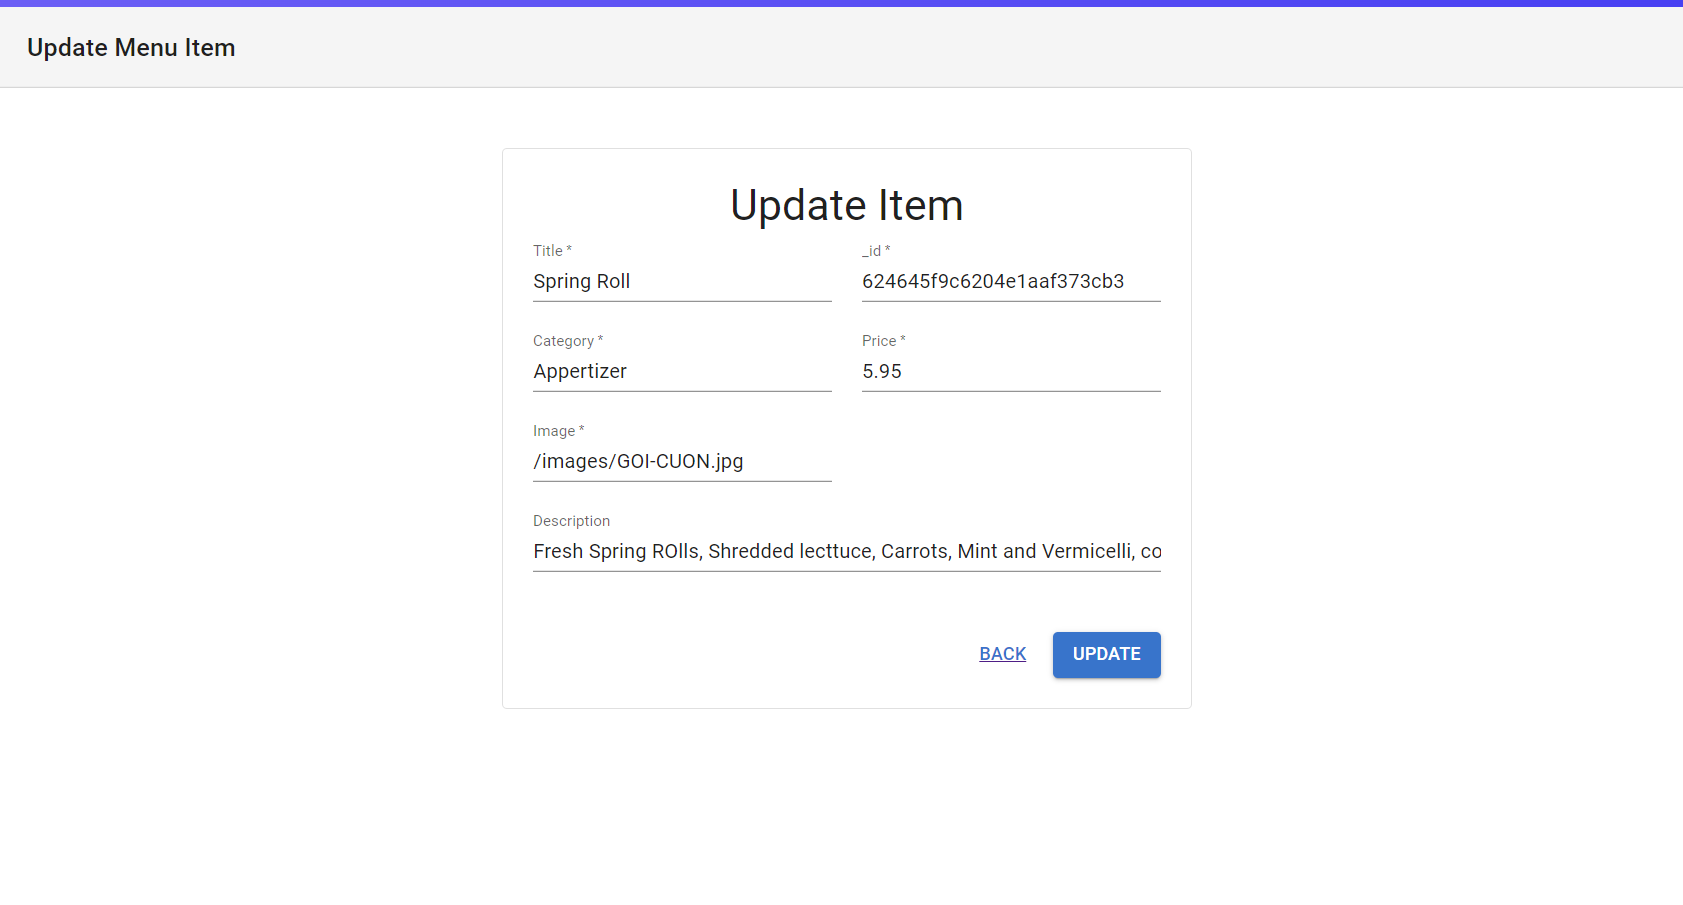 Update Menu Item
Update Item
Title *
Spring Roll
_id *
624645f9c6204e1aaf373cb3
Category *
Appertizer
Price *
5.95
Image *
/images/GOI-CUON.jpg
Description
Fresh Spring ROlls, Shredded lecttuce, Carrots, Mint and Vermicelli, co
BACK
UPDATE